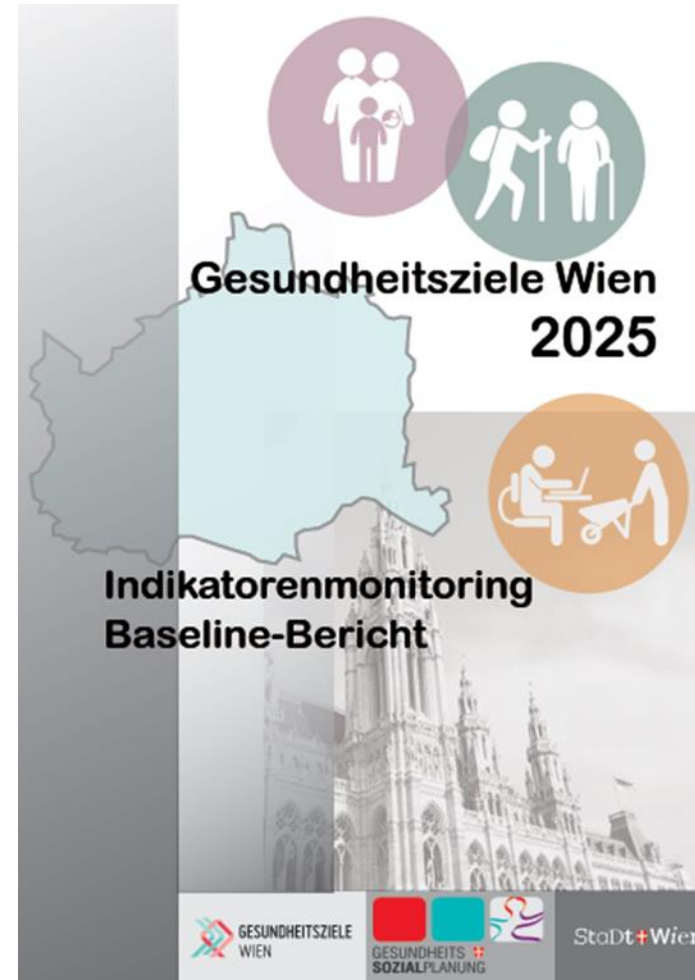 Gesundheitsziele Wien
2025
Indikatorenmonitoring
Baseline-Bericht
GESUNDHEITSZIELE
WIEN
GESUNDHEITS
SOZIALPLANUNG
StaDt Wien